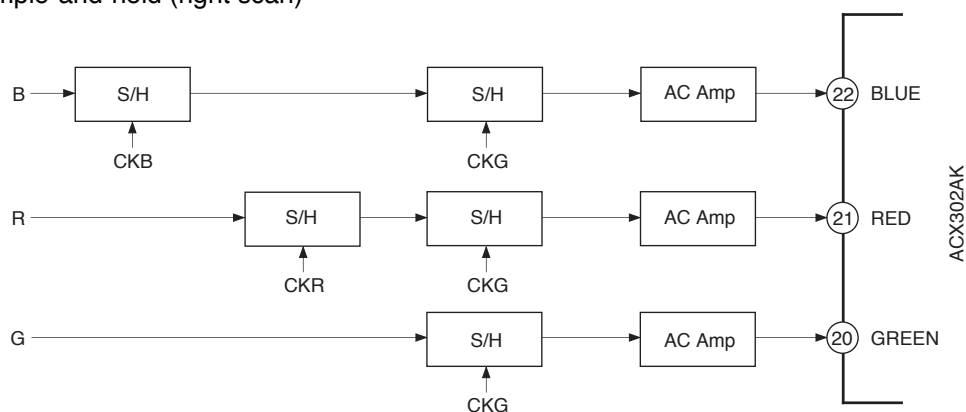 mple-and-hold (right scan)
B S/H S/H AC Amp 22 BLUE
CKB CKG
R S/H S/H AC Amp 21 RED
CKR CKG
G S/H AC Amp 20 GREEN
CKG
ACX302AK